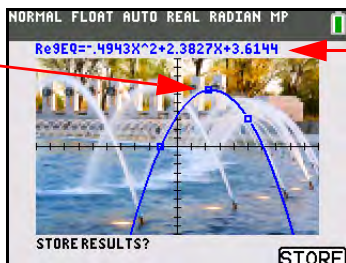 NORMAL FLOAT AUTO REAL RADIAN MP
RegEQ=-.4943X^2+2.3827X+3.6144
STORE RESULTS?
STORE